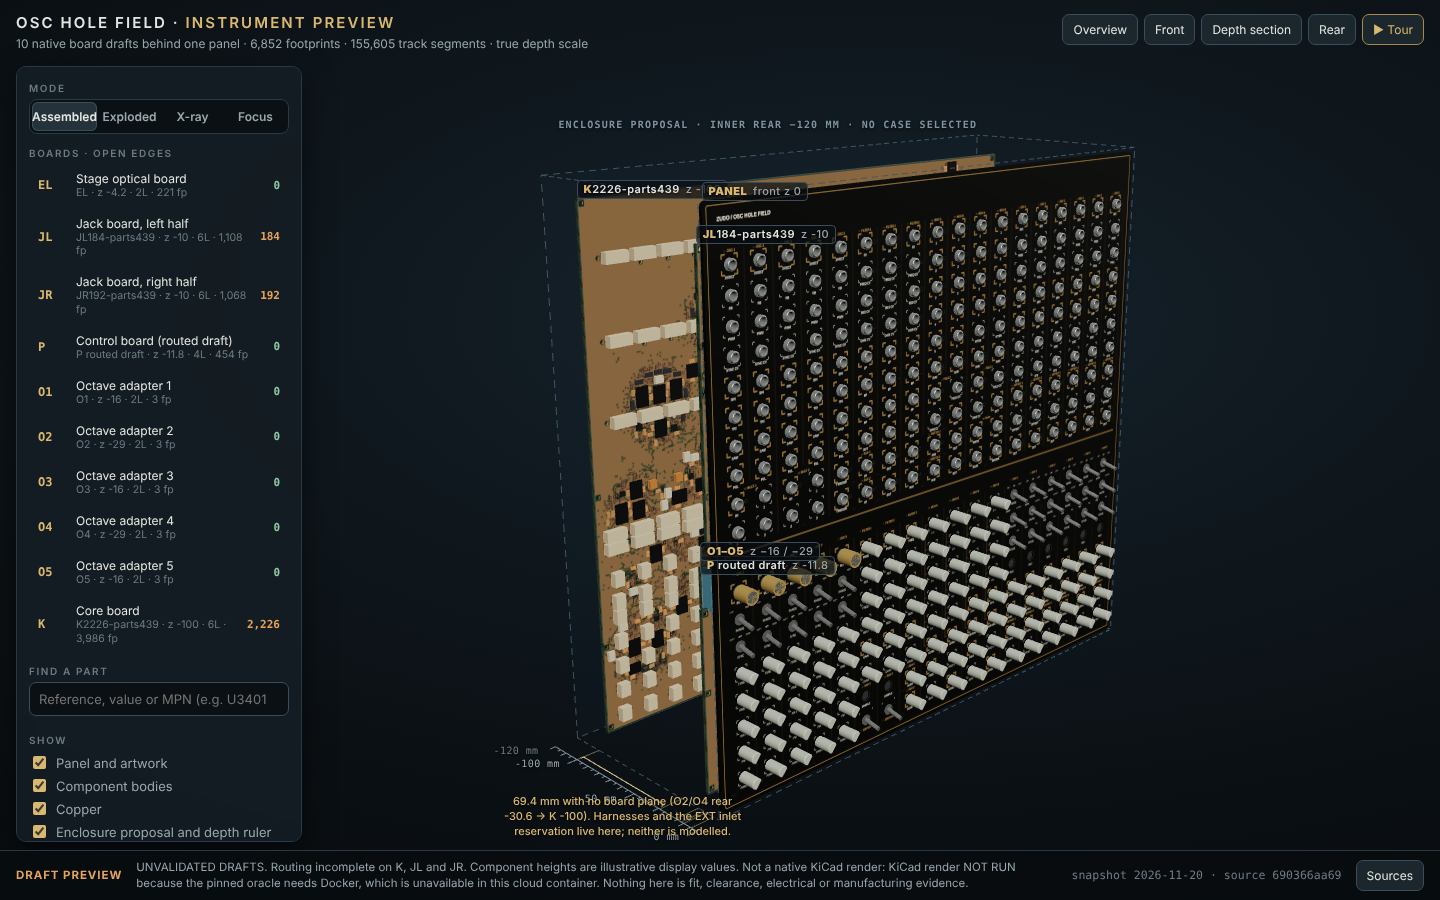 OSC HOLE FIELD · INSTRUMENT PREVIEW
10 native board drafts behind one panel · 6,852 footprints · 155,605 track segments · true depth scale
Overview
Front
Depth section
Rear
▶ Tour
MODE
Assembled
Exploded
X-ray
Focus
BOARDS · OPEN EDGES
EL Stage optical board 0
EL · z -4.2 · 2L · 221 fp
JL Jack board, left half 184
JL184-parts439 · z -10 · 6L · 1,108
fp
JR Jack board, right half 192
JR192-parts439 · z -10 · 6L · 1,068
fp
P Control board (routed draft) 0
P routed draft · z -11.8 · 4L · 454 fp
O1 Octave adapter 1 0
O1 · z -16 · 2L · 3 fp
O2 Octave adapter 2 0
O2 · z -29 · 2L · 3 fp
O3 Octave adapter 3 0
O3 · z -16 · 2L · 3 fp
O4 Octave adapter 4 0
O4 · z -29 · 2L · 3 fp
O5 Octave adapter 5 0
O5 · z -16 · 2L · 3 fp
K Core board 2,226
K2226-parts439 · z -100 · 6L ·
3,986 fp
FIND A PART
Reference, value or MPN (e.g. U3401
SHOW
Panel and artwork
Component bodies
Copper
Enclosure proposal and depth ruler
ENCLOSURE PROPOSAL · INNER REAR −120 MM · NO CASE SELECTED
K2226-parts439 z -
PANEL front z 0
ZUDO / OSC HOLE FIELD
JL184-parts439 z -10
O1–O5 z −16 / −29
P routed draft z -11.8
-120 mm
-100 mm
-50 mm
0 mm
69.4 mm with no board plane (O2/O4 rear
-30.6 → K -100). Harnesses and the EXT inlet
reservation live here; neither is modelled.
DRAFT PREVIEW
UNVALIDATED DRAFTS. Routing incomplete on K, JL and JR. Component heights are illustrative display values. Not a native KiCad render: KiCad render NOT RUN
because the pinned oracle needs Docker, which is unavailable in this cloud container. Nothing here is fit, clearance, electrical or manufacturing evidence.
snapshot 2026-11-20 · source 690366aa69
Sources